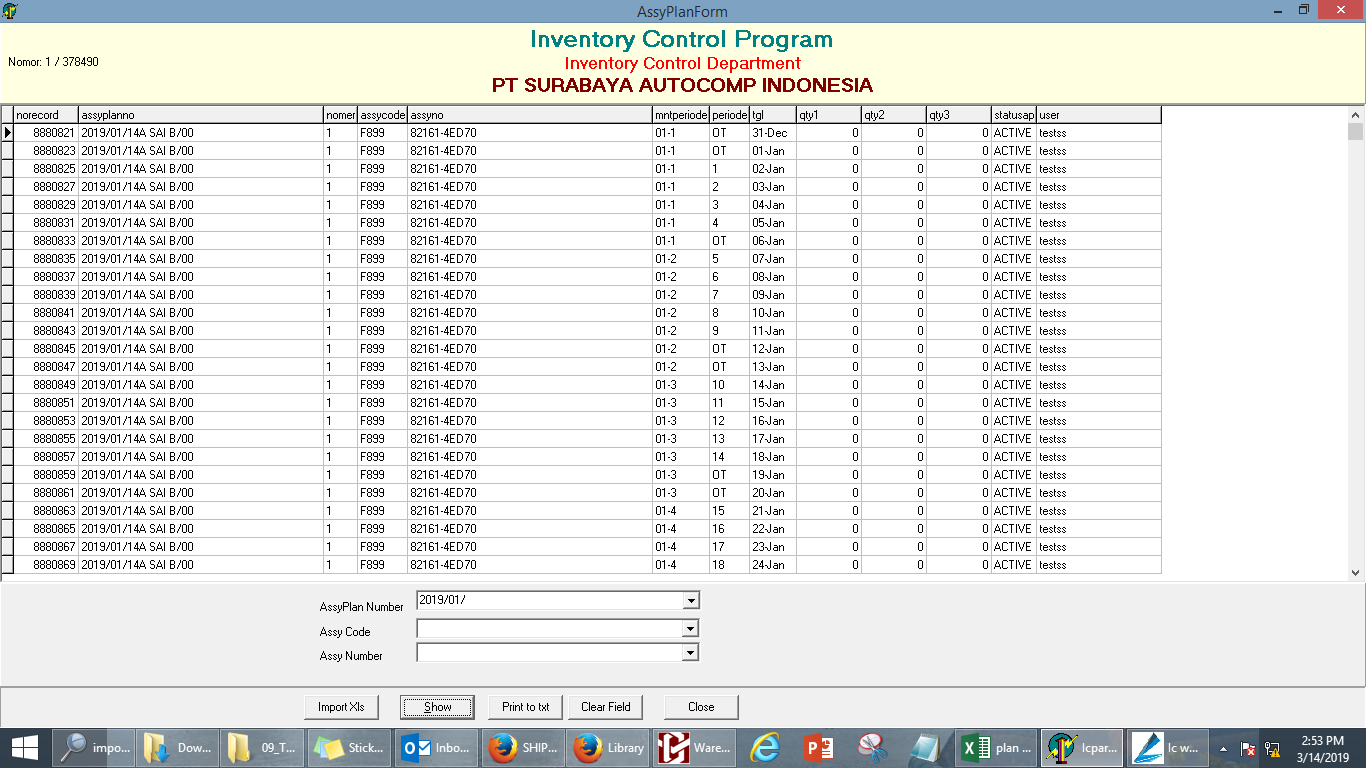 AssyPlanForm
Inventory Control Program
Nomor: 1 / 378490
Inventory Control Department
PT SURABAYA AUTOCOMP INDONESIA
norecord assyplanno nomer assycode assyno mntperiode periode tgl qty1 qty2 qty3 statusap user
8880821 2019/01/14A SAI B/00 1 F899 82161-4ED70 01-1 OT 31-Dec 0 0 0 ACTIVE testss
8880823 2019/01/14A SAI B/00 1 F899 82161-4ED70 01-1 OT 01-Jan 0 0 0 ACTIVE testss
8880825 2019/01/14A SAI B/00 1 F899 82161-4ED70 01-1 1 02-Jan 0 0 0 ACTIVE testss
8880827 2019/01/14A SAI B/00 1 F899 82161-4ED70 01-1 2 03-Jan 0 0 0 ACTIVE testss
8880829 2019/01/14A SAI B/00 1 F899 82161-4ED70 01-1 3 04-Jan 0 0 0 ACTIVE testss
8880831 2019/01/14A SAI B/00 1 F899 82161-4ED70 01-1 4 05-Jan 0 0 0 ACTIVE testss
8880833 2019/01/14A SAI B/00 1 F899 82161-4ED70 01-1 OT 06-Jan 0 0 0 ACTIVE testss
8880835 2019/01/14A SAI B/00 1 F899 82161-4ED70 01-2 5 07-Jan 0 0 0 ACTIVE testss
8880837 2019/01/14A SAI B/00 1 F899 82161-4ED70 01-2 6 08-Jan 0 0 0 ACTIVE testss
8880839 2019/01/14A SAI B/00 1 F899 82161-4ED70 01-2 7 09-Jan 0 0 0 ACTIVE testss
8880841 2019/01/14A SAI B/00 1 F899 82161-4ED70 01-2 8 10-Jan 0 0 0 ACTIVE testss
8880843 2019/01/14A SAI B/00 1 F899 82161-4ED70 01-2 9 11-Jan 0 0 0 ACTIVE testss
8880845 2019/01/14A SAI B/00 1 F899 82161-4ED70 01-2 OT 12-Jan 0 0 0 ACTIVE testss
8880847 2019/01/14A SAI B/00 1 F899 82161-4ED70 01-2 OT 13-Jan 0 0 0 ACTIVE testss
8880849 2019/01/14A SAI B/00 1 F899 82161-4ED70 01-3 10 14-Jan 0 0 0 ACTIVE testss
8880851 2019/01/14A SAI B/00 1 F899 82161-4ED70 01-3 11 15-Jan 0 0 0 ACTIVE testss
8880853 2019/01/14A SAI B/00 1 F899 82161-4ED70 01-3 12 16-Jan 0 0 0 ACTIVE testss
8880855 2019/01/14A SAI B/00 1 F899 82161-4ED70 01-3 13 17-Jan 0 0 0 ACTIVE testss
8880857 2019/01/14A SAI B/00 1 F899 82161-4ED70 01-3 14 18-Jan 0 0 0 ACTIVE testss
8880859 2019/01/14A SAI B/00 1 F899 82161-4ED70 01-3 OT 19-Jan 0 0 0 ACTIVE testss
8880861 2019/01/14A SAI B/00 1 F899 82161-4ED70 01-3 OT 20-Jan 0 0 0 ACTIVE testss
8880863 2019/01/14A SAI B/00 1 F899 82161-4ED70 01-4 15 21-Jan 0 0 0 ACTIVE testss
8880865 2019/01/14A SAI B/00 1 F899 82161-4ED70 01-4 16 22-Jan 0 0 0 ACTIVE testss
8880867 2019/01/14A SAI B/00 1 F899 82161-4ED70 01-4 17 23-Jan 0 0 0 ACTIVE testss
8880869 2019/01/14A SAI B/00 1 F899 82161-4ED70 01-4 18 24-Jan 0 0 0 ACTIVE testss
AssyPlan Number 2019/01/
Assy Code
Assy Number
Import Xls Show Print to txt Clear Field Close
impo... Dow... 09_T... Stick... Inbo... SHIP... Library Ware... plan ... Icpar... Ic w... 2:53 PM
3/14/2019